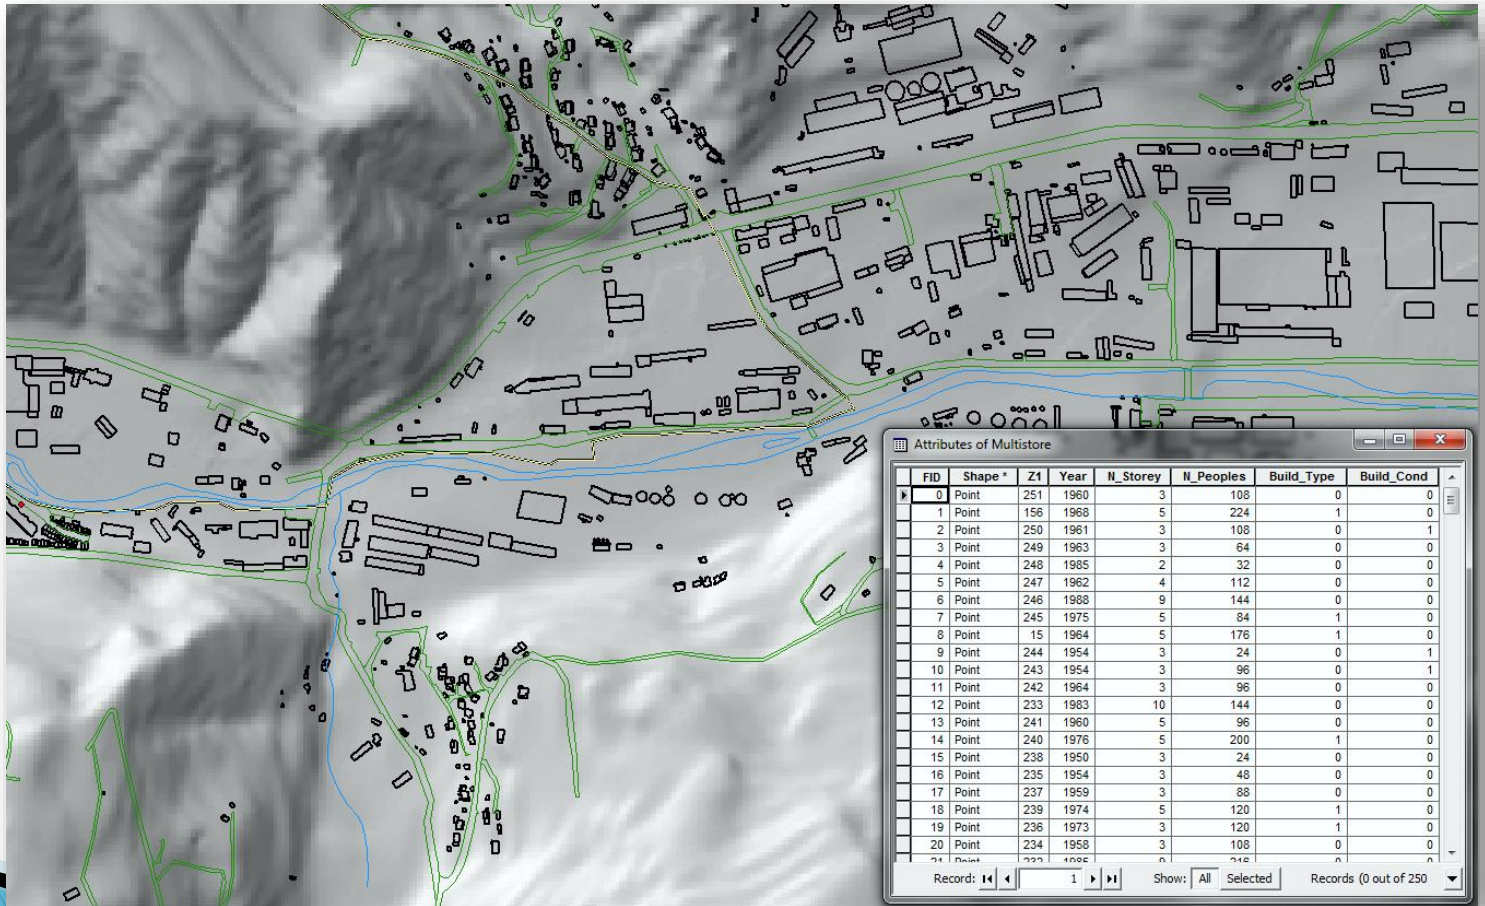 Attributes of Multistore
FID Shape * Z1 Year N_Storey N_Peoples Build_Type Build_Cond
0 Point 251 1960 3 108 0 0
1 Point 156 1968 5 224 1 0
2 Point 250 1961 3 108 0 1
3 Point 249 1963 3 64 0 0
4 Point 248 1985 2 32 0 0
5 Point 247 1962 4 112 0 0
6 Point 246 1988 9 144 0 0
7 Point 245 1975 5 84 1 0
8 Point 15 1964 5 176 1 0
9 Point 244 1954 3 24 0 1
10 Point 243 1954 3 96 0 1
11 Point 242 1964 3 96 0 0
12 Point 233 1983 10 144 0 0
13 Point 241 1960 5 96 0 0
14 Point 240 1976 5 200 1 0
15 Point 238 1950 3 24 0 0
16 Point 235 1954 3 48 0 0
17 Point 237 1959 3 88 0 0
18 Point 239 1974 5 120 1 0
19 Point 236 1973 3 120 1 0
20 Point 234 1958 3 108 0 0
21 Point 232 1985 9 216 0 0
Record: 1 Show: All Selected Records (0 out of 250